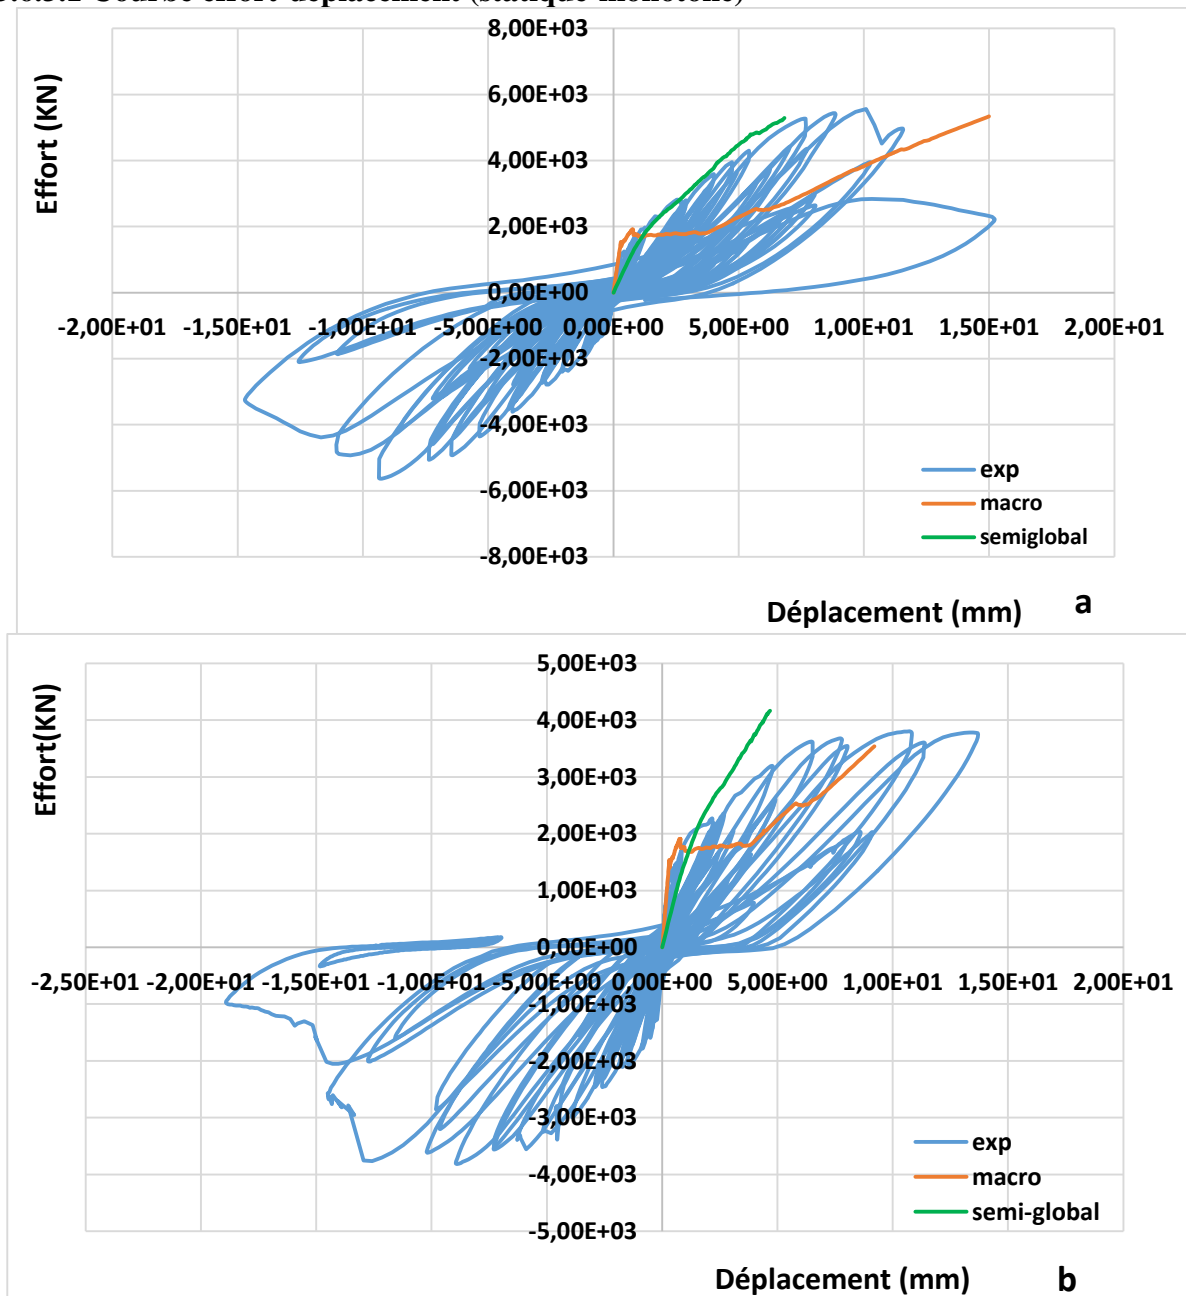 Courbe effort-déplacement (statique monotone)
8,00E+03
Effort (KN)
6,00E+03
4,00E+03
2,00E+03
0,00E+00
-2,00E+01 -1,50E+01 -1,00E+01 -5,00E+00 0,00E+00 5,00E+00 1,00E+01 1,50E+01 2,00E+01
-2,00E+03
-4,00E+03
-6,00E+03
-8,00E+03
exp
macro
semiglobal
Déplacement (mm) a
5,00E+03
Effort(KN)
4,00E+03
3,00E+03
2,00E+03
1,00E+03
0,00E+00
-2,50E+01 -2,00E+01 -1,50E+01 -1,00E+01 -5,00E+00 0,00E+00 5,00E+00 1,00E+01 1,50E+01 2,00E+01
-1,00E+03
-2,00E+03
-3,00E+03
-4,00E+03
-5,00E+03
exp
macro
semi-global
Déplacement (mm) b